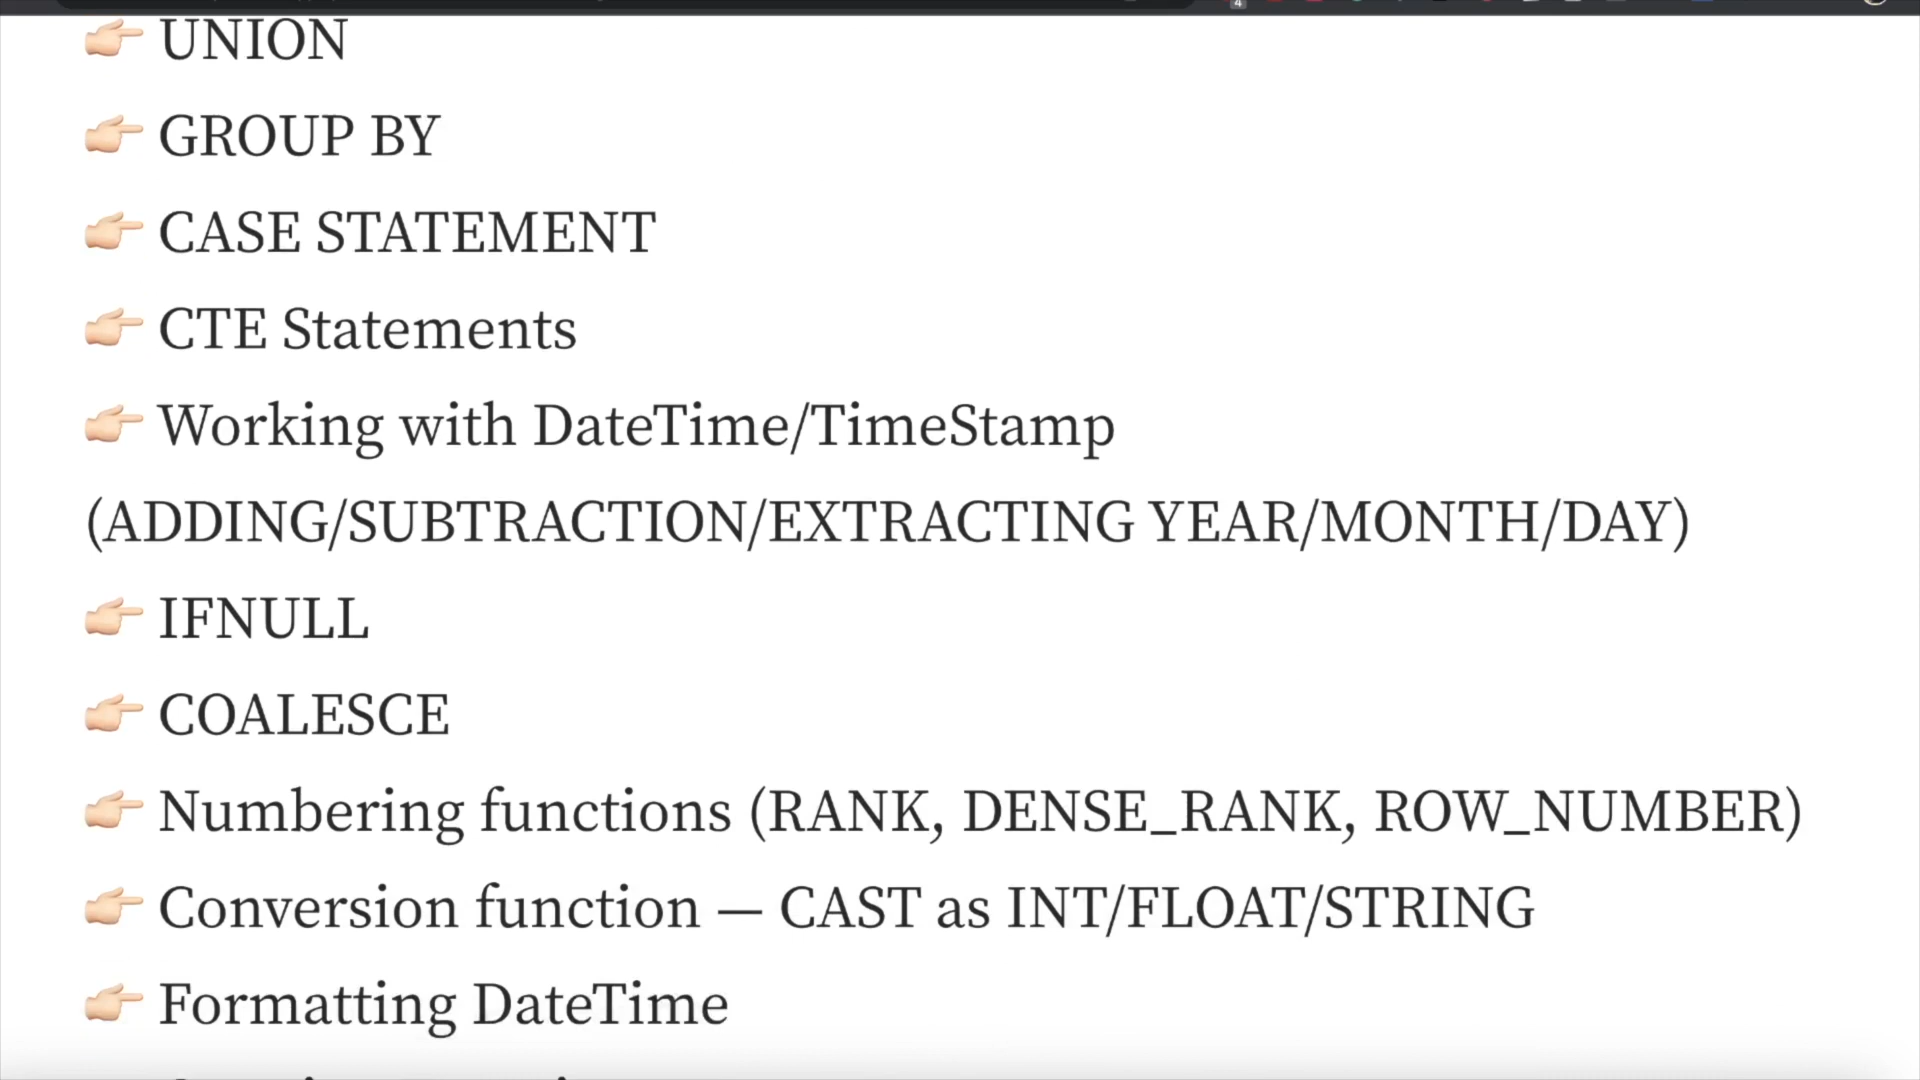 👉🏻 UNION
👉🏻 GROUP BY
👉🏻 CASE STATEMENT
👉🏻 CTE Statements
👉🏻 Working with DateTime/TimeStamp
(ADDING/SUBTRACTION/EXTRACTING YEAR/MONTH/DAY)
👉🏻 IFNULL
👉🏻 COALESCE
👉🏻 Numbering functions (RANK, DENSE_RANK, ROW_NUMBER)
👉🏻 Conversion function — CAST as INT/FLOAT/STRING
👉🏻 Formatting DateTime